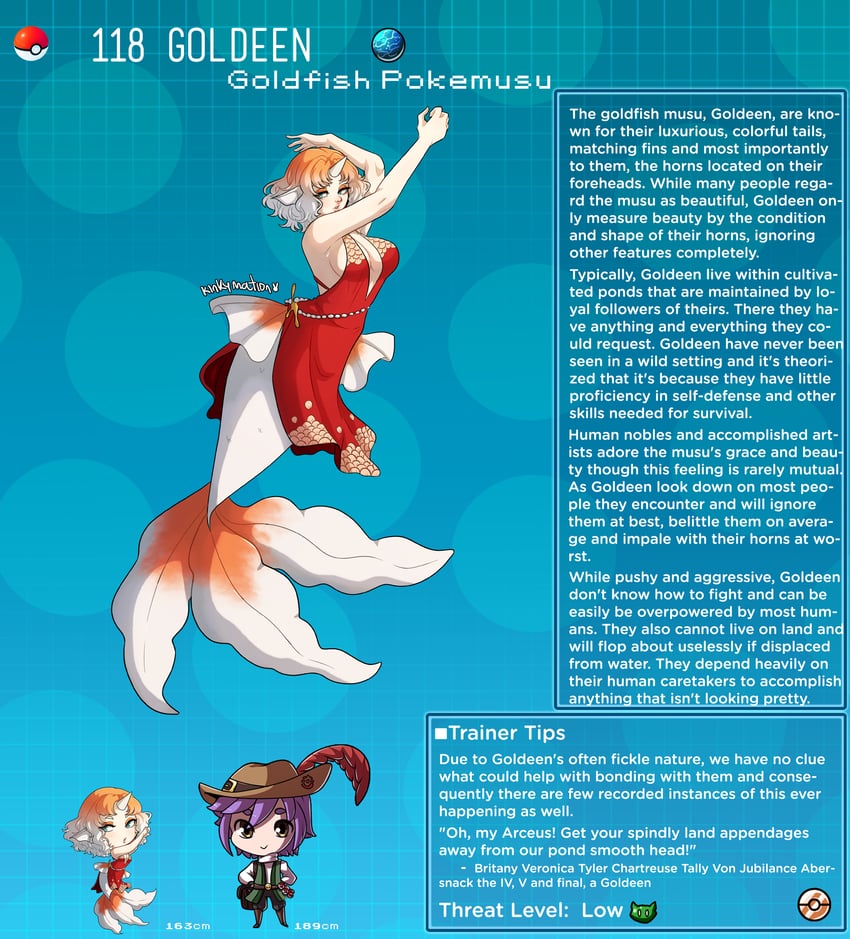 118 GOLDEEN
Goldfish Pokemusu
The goldfish musu, Goldeen, are kno-
wn for their luxurious, colorful tails,
matching fins and most importantly
to them, the horns located on their
foreheads. While many people rega-
rd the musu as beautiful, Goldeen on-
ly measure beauty by the condition
and shape of their horns, ignoring
other features completely.
Typically, Goldeen live within cultiva-
ted ponds that are maintained by lo-
yal followers of theirs. There they ha-
ve anything and everything they co-
uld request. Goldeen have never been
seen in a wild setting and it's theori-
zed that it's because they have little
proficiency in self-defense and other
skills needed for survival.
Human nobles and accomplished art-
ists adore the musu's grace and beau-
ty though this feeling is rarely mutual.
As Goldeen look down on most peo-
ple they encounter and will ignore
them at best, belittle them on avera-
ge and impale with their horns at wo-
rst.
While pushy and aggressive, Goldeen
don't know how to fight and can be
easily be overpowered by most hum-
ans. They also cannot live on land and
will flop about uselessly if displaced
from water. They depend heavily on
their human caretakers to accomplish
anything that isn't looking pretty.
kinkymation
Trainer Tips
Due to Goldeen's often fickle nature, we have no clue
what could help with bonding with them and conse-
quently there are few recorded instances of this ever
happening as well.
"Oh, my Arceus! Get your spindly land appendages
away from our pond smooth head!"
- Britany Veronica Tyler Chartreuse Tally Von Jubilance Aber-
snack the IV, V and final, a Goldeen
Threat Level: Low
163cm
189cm